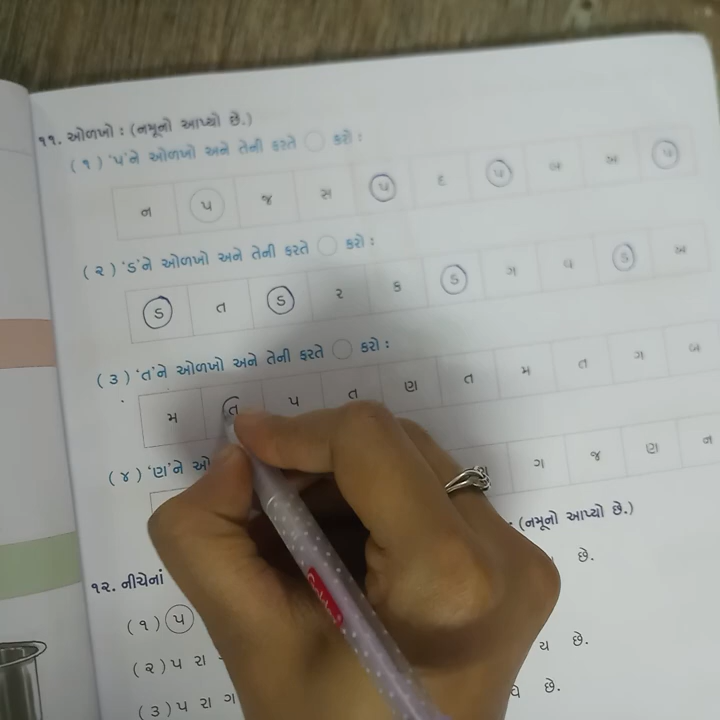 ૧૧. ઓળખો : (નમૂનો આપ્યો છે.)
(૧) ‘પ’ને ઓળખો અને તેની ફરતે ◯ કરો :
ન પ જ સ પ દ પ બ અ પ
(૨) ‘ડ’ને ઓળખો અને તેની ફરતે ◯ કરો :
ડ ત ડ ર ક ડ ગ વ ડ અ
(૩) ‘ત’ને ઓળખો અને તેની ફરતે ◯ કરો :
મ ત પ ત ણ ત મ ત ગ બ
(૪) ‘ણ’ને
ગ જ ણ ન
૧૨. નીચેનાં (નમૂનો આપ્યો છે.)
(૧) પ છે.
(૨) પ રા ય છે.
(૩) પ રા ગ છે.